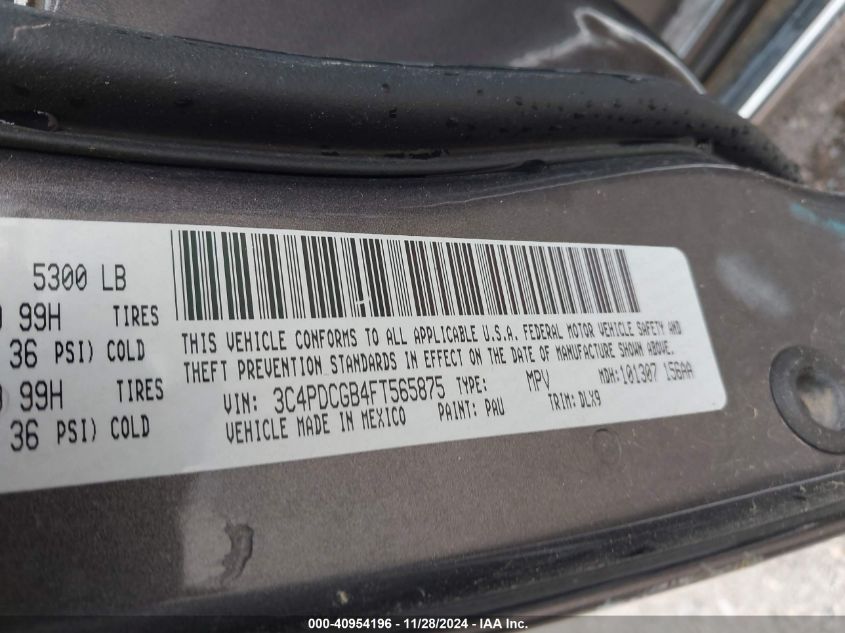 5300 LB
99H TIRES
36 PSI) COLD
99H TIRES
36 PSI) COLD
THIS VEHICLE CONFORMS TO ALL APPLICABLE U.S.A. FEDERAL MOTOR VEHICLE SAFETY AND
THEFT PREVENTION STANDARDS IN EFFECT ON THE DATE OF MANUFACTURE SHOWN ABOVE.
VIN: 3C4PDCGB4FT565875 TYPE: MPV MDH:101307 156AA
VEHICLE MADE IN MEXICO PAINT: PAU TRIM: DLX9
000-40954196 - 11/28/2024 - IAA Inc.